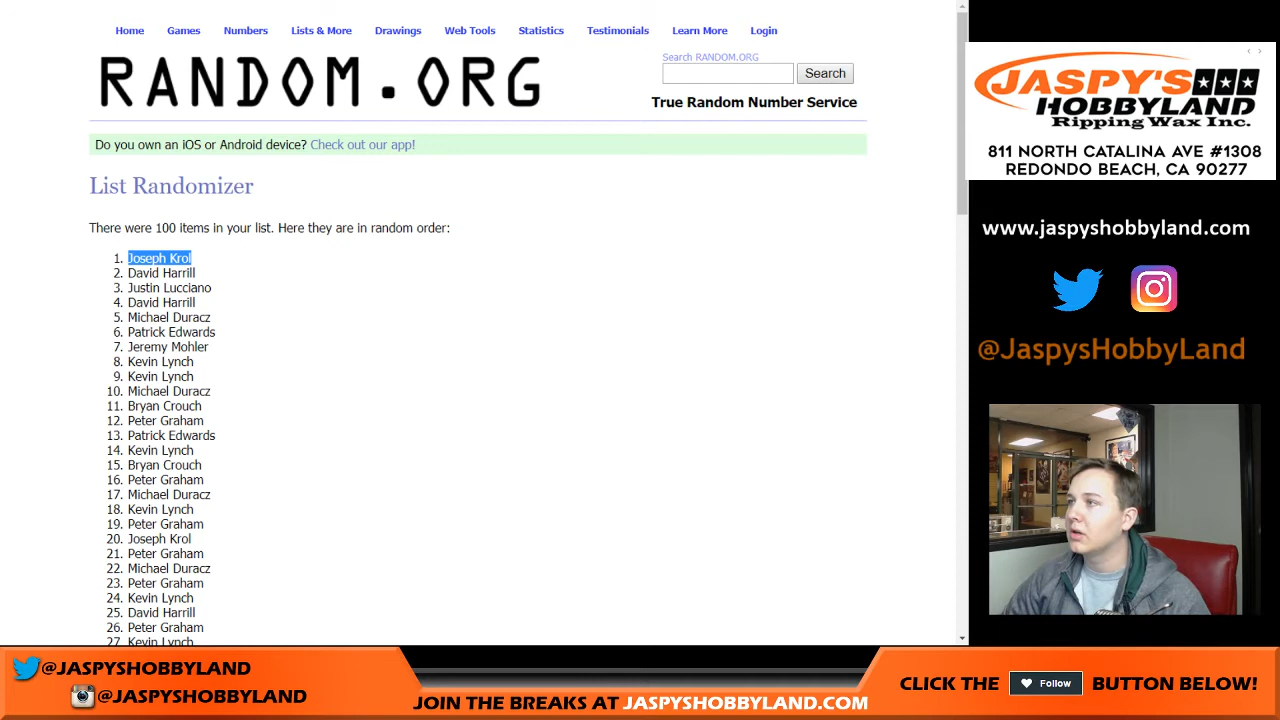 Home Games Numbers Lists & More Drawings Web Tools Statistics Testimonials Learn More Login
RANDOM.ORG
Search RANDOM.ORG
Search
True Random Number Service
Do you own an iOS or Android device? Check out our app!
List Randomizer
There were 100 items in your list. Here they are in random order:
1. Joseph Krol
2. David Harrill
3. Justin Lucciano
4. David Harrill
5. Michael Duracz
6. Patrick Edwards
7. Jeremy Mohler
8. Kevin Lynch
9. Kevin Lynch
10. Michael Duracz
11. Bryan Crouch
12. Peter Graham
13. Patrick Edwards
14. Kevin Lynch
15. Bryan Crouch
16. Peter Graham
17. Michael Duracz
18. Kevin Lynch
19. Peter Graham
20. Joseph Krol
21. Peter Graham
22. Michael Duracz
23. Peter Graham
24. Kevin Lynch
25. David Harrill
26. Peter Graham
27. Kevin Lynch
JASPY'S
HOBBYLAND
Ripping Wax Inc.
811 NORTH CATALINA AVE #1308
REDONDO BEACH, CA 90277
www.jaspyshobbyland.com
@JaspysHobbyLand
@JASPYSHOBBYLAND
@JASPYSHOBBYLAND
JOIN THE BREAKS AT JASPYSHOBBYLAND.COM
CLICK THE Follow BUTTON BELOW!